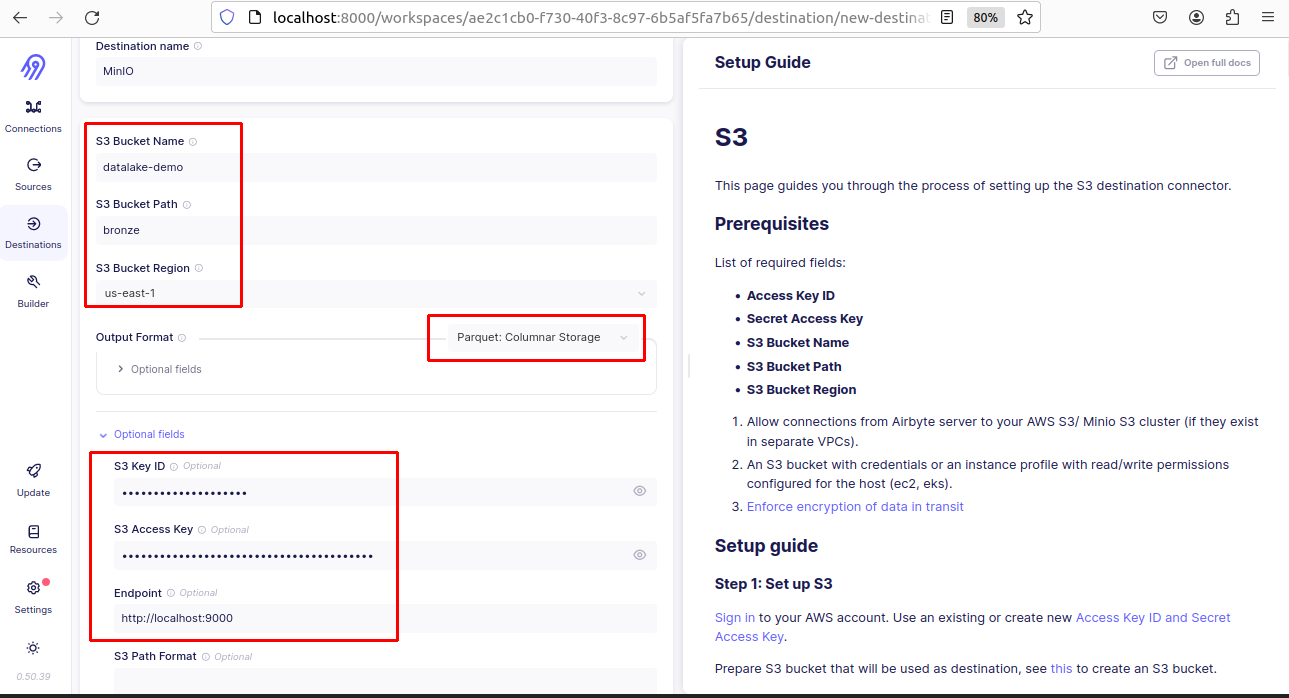 localhost:8000/workspaces/ae2c1cb0-f730-40f3-8c97-6b5af5fa7b65/destination/new-destina
80%
Connections
Sources
Destinations
Builder
Update
Resources
Settings
0.50.39
Destination name
MinIO
S3 Bucket Name
datalake-demo
S3 Bucket Path
bronze
S3 Bucket Region
us-east-1
Output Format
Parquet: Columnar Storage
Optional fields
Optional fields
S3 Key ID Optional
••••••••••••••••••••
S3 Access Key Optional
••••••••••••••••••••••••••••••••••••••••
Endpoint Optional
http://localhost:9000
S3 Path Format Optional
Setup Guide
Open full docs
S3
This page guides you through the process of setting up the S3 destination connector.
Prerequisites
List of required fields:
• Access Key ID
• Secret Access Key
• S3 Bucket Name
• S3 Bucket Path
• S3 Bucket Region
1. Allow connections from Airbyte server to your AWS S3/ Minio S3 cluster (if they exist
in separate VPCs).
2. An S3 bucket with credentials or an instance profile with read/write permissions
configured for the host (ec2, eks).
3. Enforce encryption of data in transit
Setup guide
Step 1: Set up S3
Sign in to your AWS account. Use an existing or create new Access Key ID and Secret
Access Key.
Prepare S3 bucket that will be used as destination, see this to create an S3 bucket.